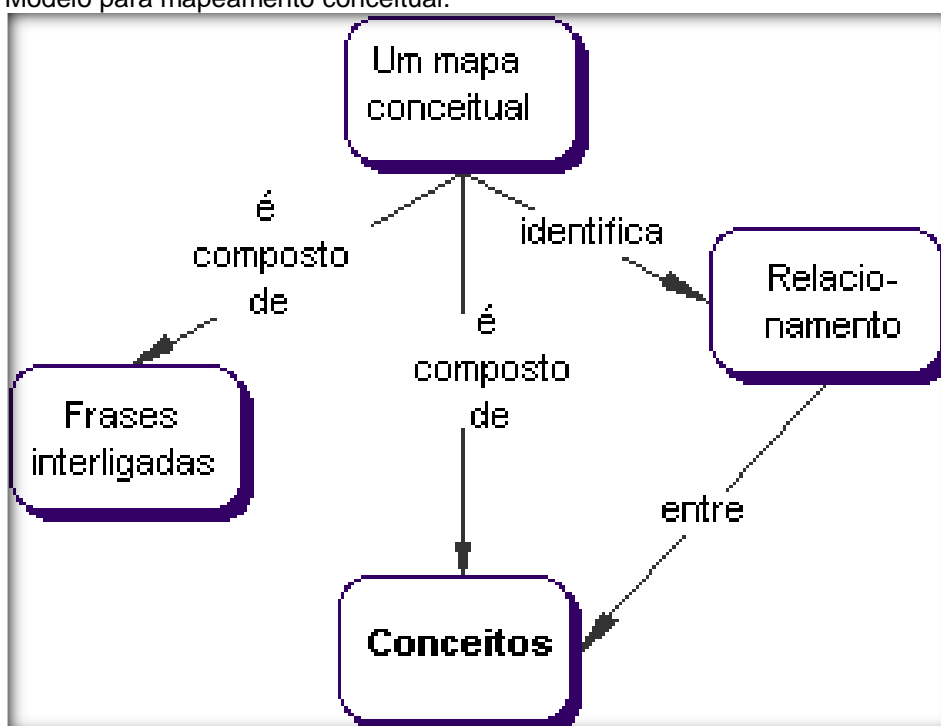 Modelo para mapeamento conceitual.
Um mapa
conceitual
é
composto
de
identifica
Relacio-
namento
é
composto
de
Frases
interligadas
entre
Conceitos